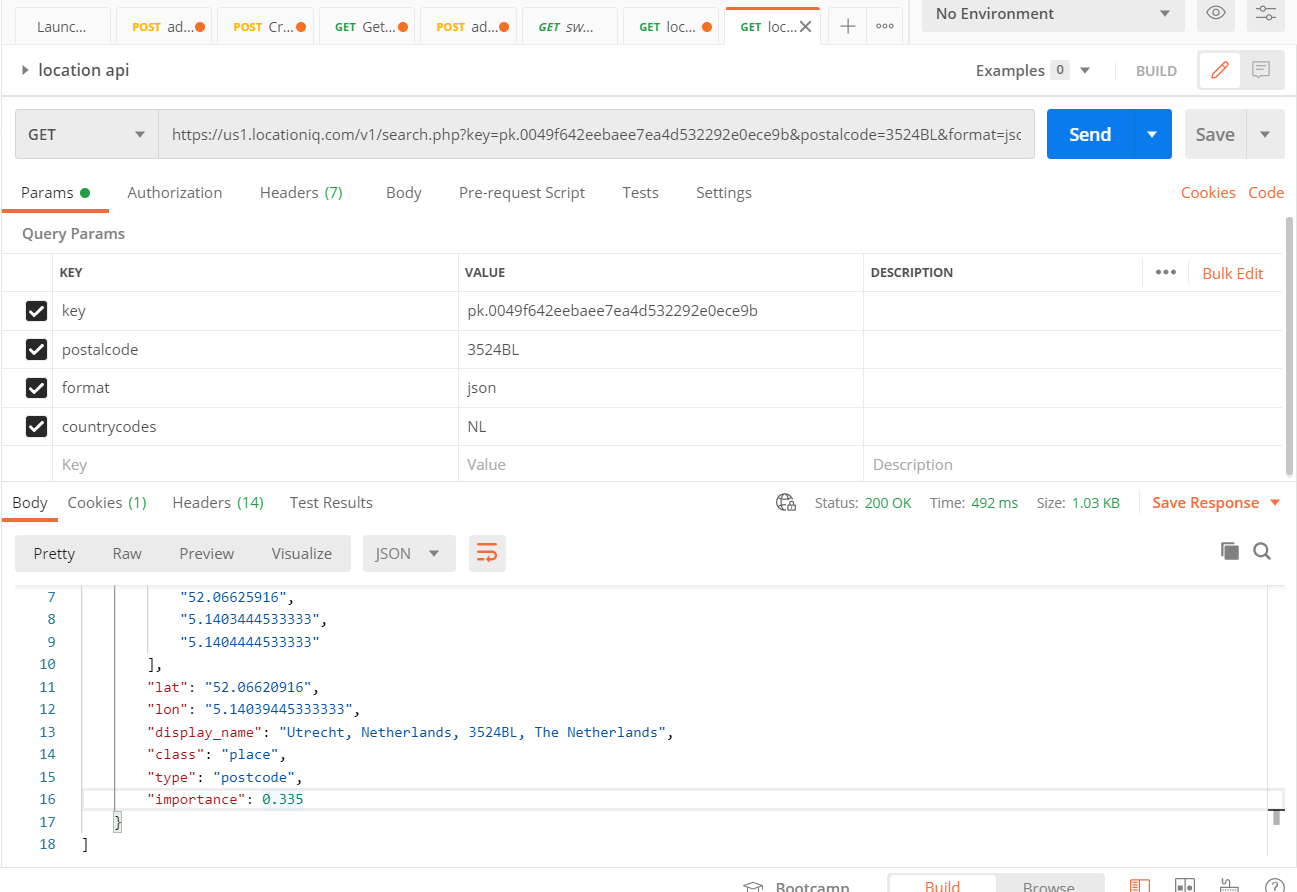 Launc... POST ad... POST Cr... GET Get... POST ad... GET sw... GET loc... GET loc... No Environment
location api Examples 0 BUILD
GET https://us1.locationiq.com/v1/search.php?key=pk.0049f642eebaee7ea4d532292e0ece9b&postalcode=3524BL&format=jsc Send Save
Params Authorization Headers (7) Body Pre-request Script Tests Settings Cookies Code
Query Params
KEY VALUE DESCRIPTION Bulk Edit
key pk.0049f642eebaee7ea4d532292e0ece9b
postalcode 3524BL
format json
countrycodes NL
Key Value Description
Body Cookies (1) Headers (14) Test Results Status: 200 OK Time: 492 ms Size: 1.03 KB Save Response
Pretty Raw Preview Visualize JSON
7 "52.06625916",
8 "5.1403444533333",
9 "5.1404444533333"
10 ],
11 "lat": "52.06620916",
12 "lon": "5.14039445333333",
13 "display_name": "Utrecht, Netherlands, 3524BL, The Netherlands",
14 "class": "place",
15 "type": "postcode",
16 "importance": 0.335
17 }
18 ]
Bootcamp Build Browse